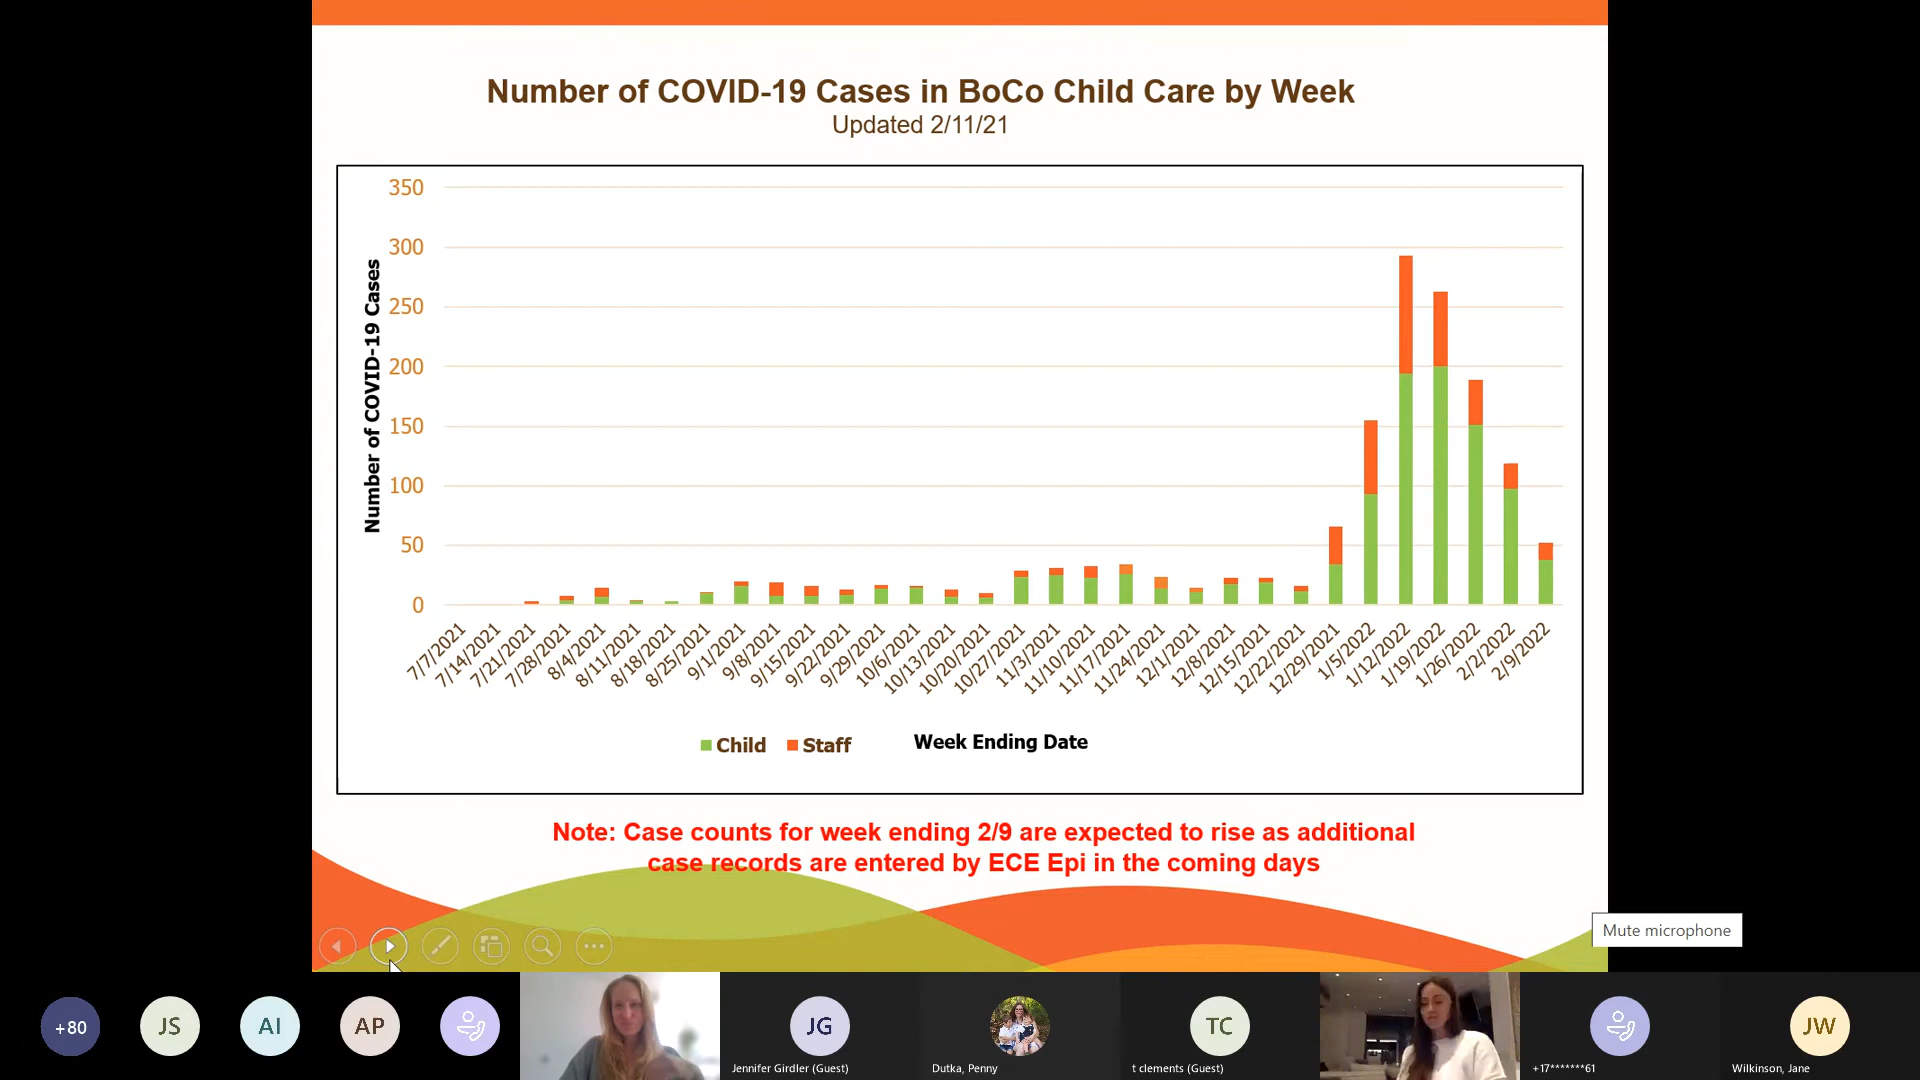 Number of COVID-19 Cases in BoCo Child Care by Week
Updated 2/11/21
Number of COVID-19 Cases
350
300
250
200
150
100
50
0
7/7/2021
7/14/2021
7/21/2021
7/28/2021
8/4/2021
8/11/2021
8/18/2021
8/25/2021
9/1/2021
9/8/2021
9/15/2021
9/22/2021
9/29/2021
10/6/2021
10/13/2021
10/20/2021
10/27/2021
11/3/2021
11/10/2021
11/17/2021
11/24/2021
12/1/2021
12/8/2021
12/15/2021
12/22/2021
12/29/2021
1/5/2022
1/12/2022
1/19/2022
1/26/2022
2/2/2022
2/9/2022
Child
Staff
Week Ending Date
Note: Case counts for week ending 2/9 are expected to rise as additional
case records are entered by ECE Epi in the coming days
Mute microphone
+80
JS
AI
AP
JG
Jennifer Girdler (Guest)
Dutka, Penny
TC
t clements (Guest)
+17*******61
JW
Wilkinson, Jane